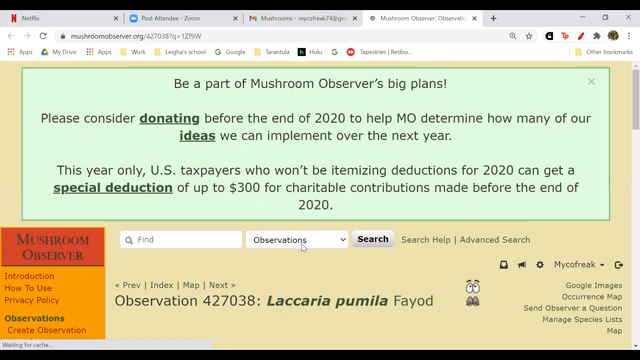 Netflix
Post Attendee - Zoom
Mushrooms - mycofreak74@gm
Mushroom Observer: Observatio
mushroomobserver.org/427038?q=1Zf9W
Apps
My Drive
Work
Leigha's school
Google
Tarantula
YouTube
Maps
Translate
Tapestries | Redbu...
Other bookmarks
Be a part of Mushroom Observer's big plans!
Please consider donating before the end of 2020 to help MO determine how many of our
ideas we can implement over the next year.
This year only, U.S. taxpayers who won't be itemizing deductions for 2020 can get a
special deduction of up to $300 for charitable contributions made before the end of
2020.
MUSHROOM
OBSERVER
Introduction
How To Use
Privacy Policy
Observations
Create Observation
Find
Observations
Search
Search Help | Advanced Search
Mycofreak
« Prev | Index | Map | Next »
Observation 427038: Laccaria pumila Fayod
Google Images
Occurrence Map
Send Observer a Question
Manage Species Lists
Map
Waiting for cache...